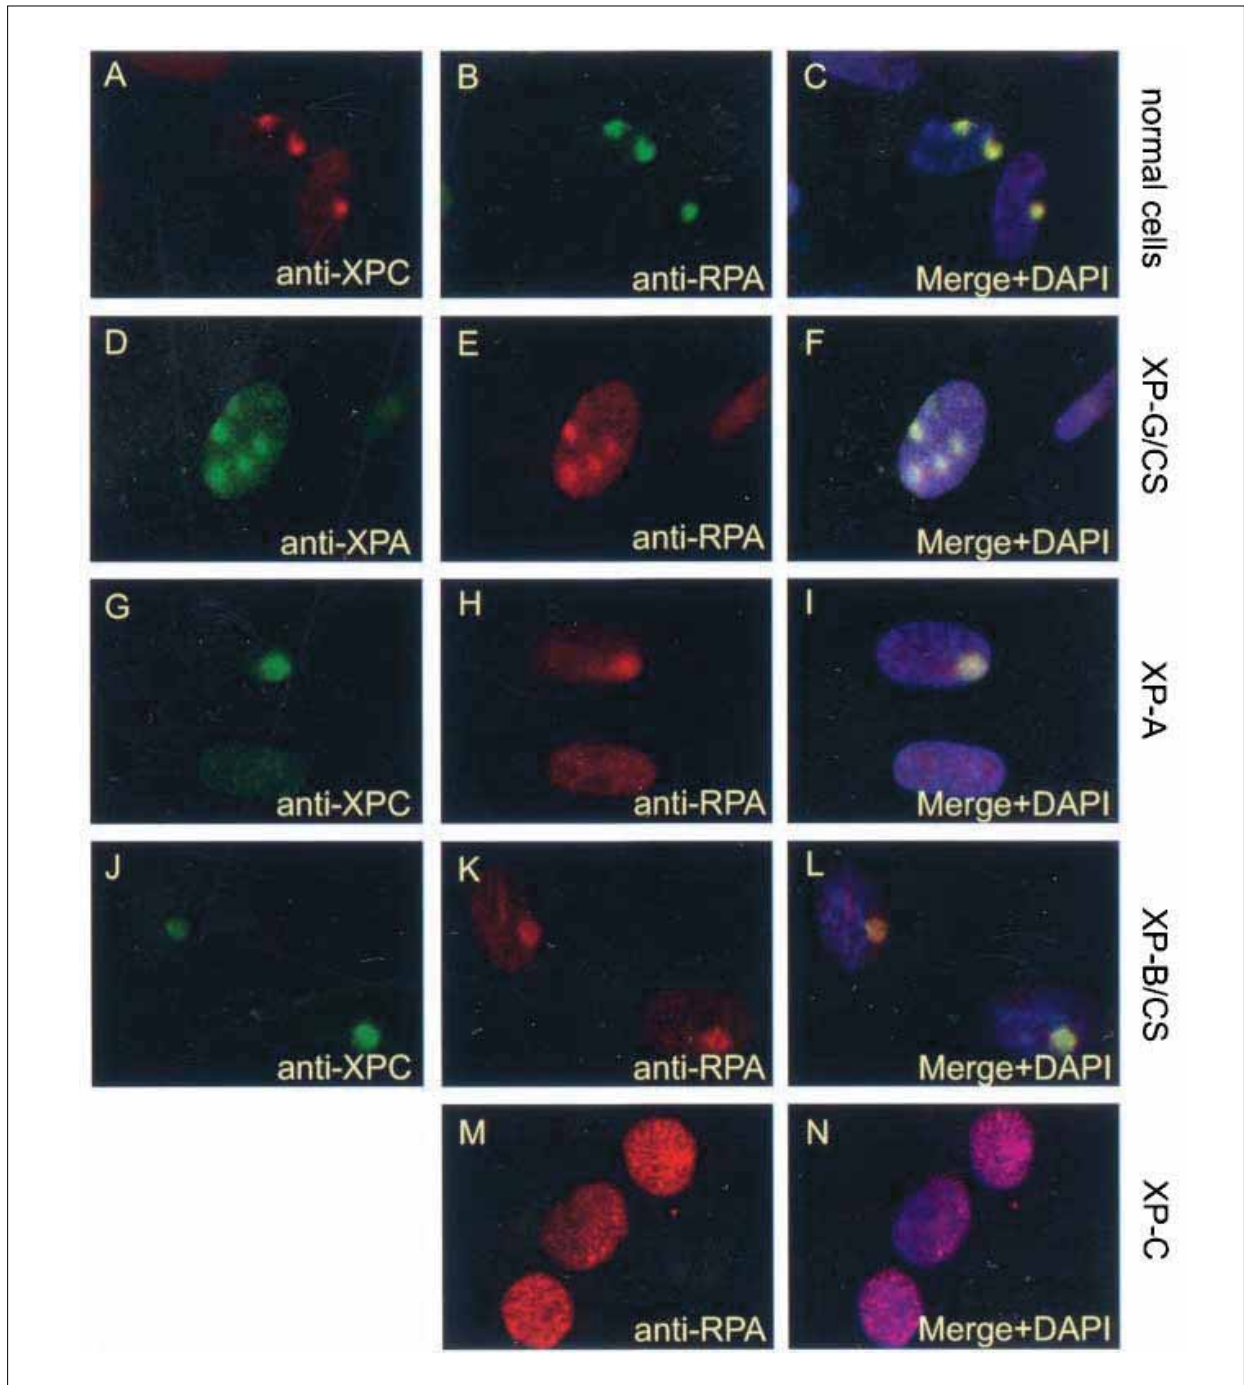 A
anti-XPC
B
anti-RPA
C
Merge+DAPI
normal cells
D
anti-XPA
E
anti-RPA
F
Merge+DAPI
XP-G/CS
G
anti-XPC
H
anti-RPA
I
Merge+DAPI
XP-A
J
anti-XPC
K
anti-RPA
L
Merge+DAPI
XP-B/CS
M
anti-RPA
N
Merge+DAPI
XP-C